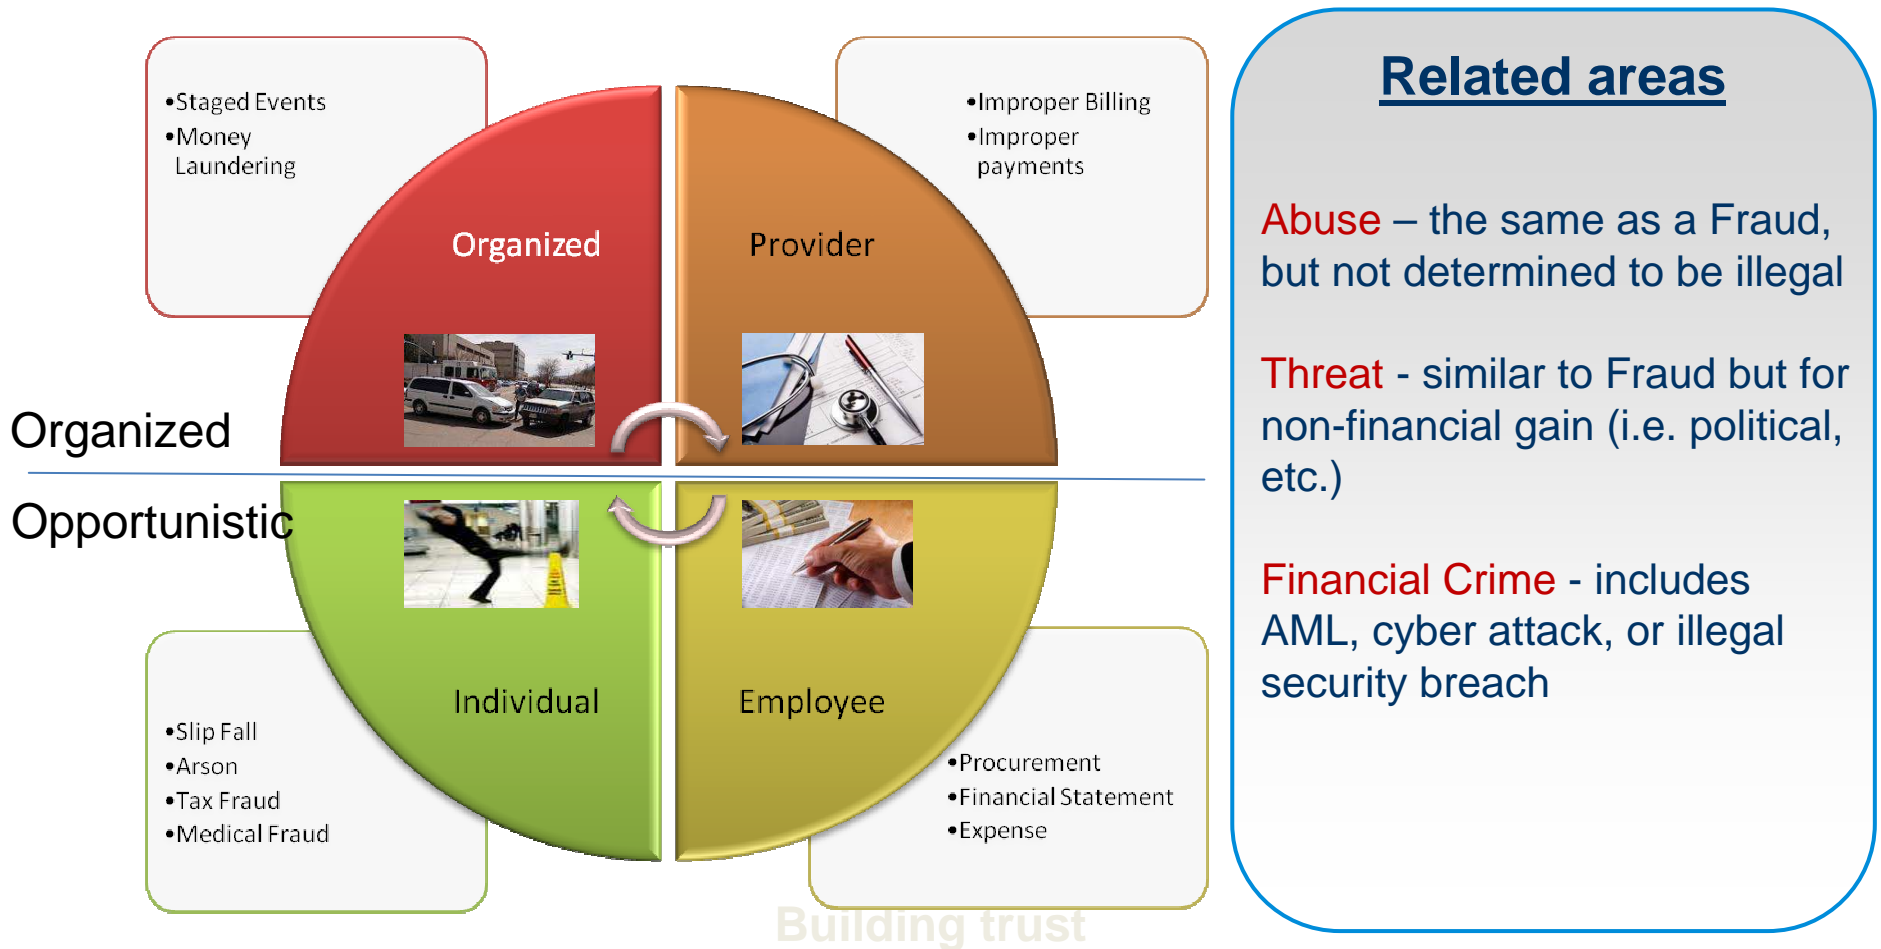 •Staged Events
•Money
Laundering
Organized
•Improper Billing
•Improper
payments
Provider
Organized
Opportunistic
Individual
•Slip Fall
•Arson
•Tax Fraud
•Medical Fraud
Employee
•Procurement
•Financial Statement
•Expense
Building trust
Related areas
Abuse – the same as a Fraud,
but not determined to be illegal
Threat - similar to Fraud but for
non-financial gain (i.e. political,
etc.)
Financial Crime - includes
AML, cyber attack, or illegal
security breach